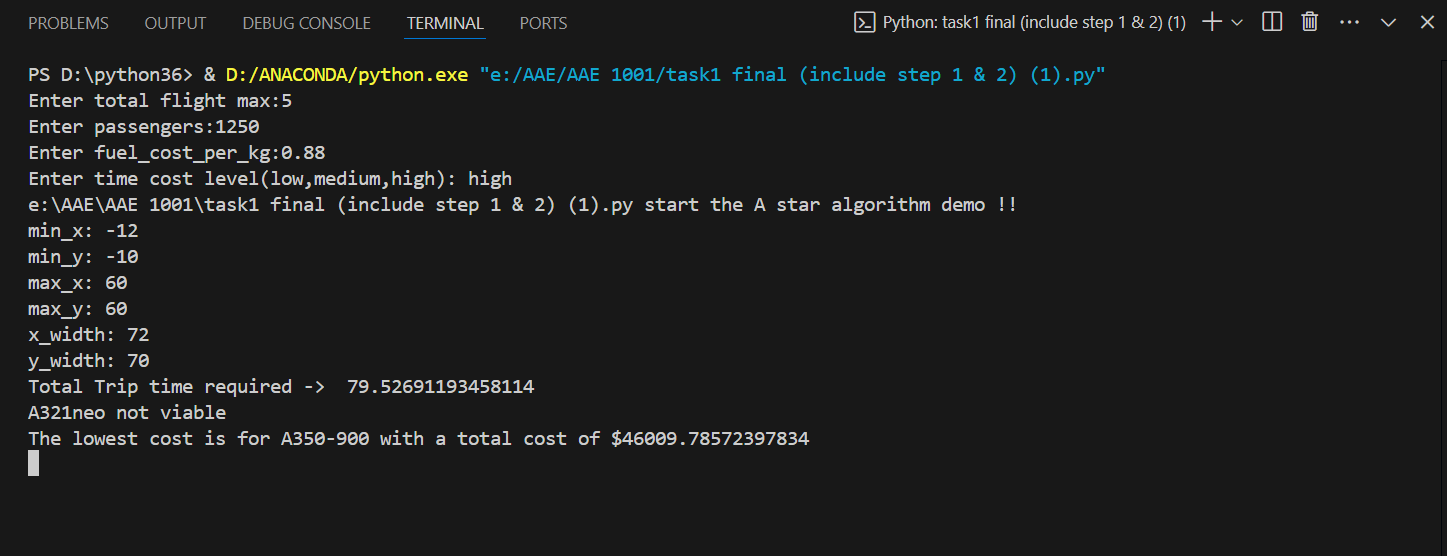 PROBLEMS OUTPUT DEBUG CONSOLE TERMINAL PORTS Python: task1 final (include step 1 & 2) (1)
PS D:\python36> & D:/ANACONDA/python.exe "e:/AAE/AAE 1001/task1 final (include step 1 & 2) (1).py"
Enter total flight max:5
Enter passengers:1250
Enter fuel_cost_per_kg:0.88
Enter time cost level(low,medium,high): high
e:\AAE\AAE 1001\task1 final (include step 1 & 2) (1).py start the A star algorithm demo !!
min_x: -12
min_y: -10
max_x: 60
max_y: 60
x_width: 72
y_width: 70
Total Trip time required ->  79.52691193458114
A321neo not viable
The lowest cost is for A350-900 with a total cost of $46009.78572397834